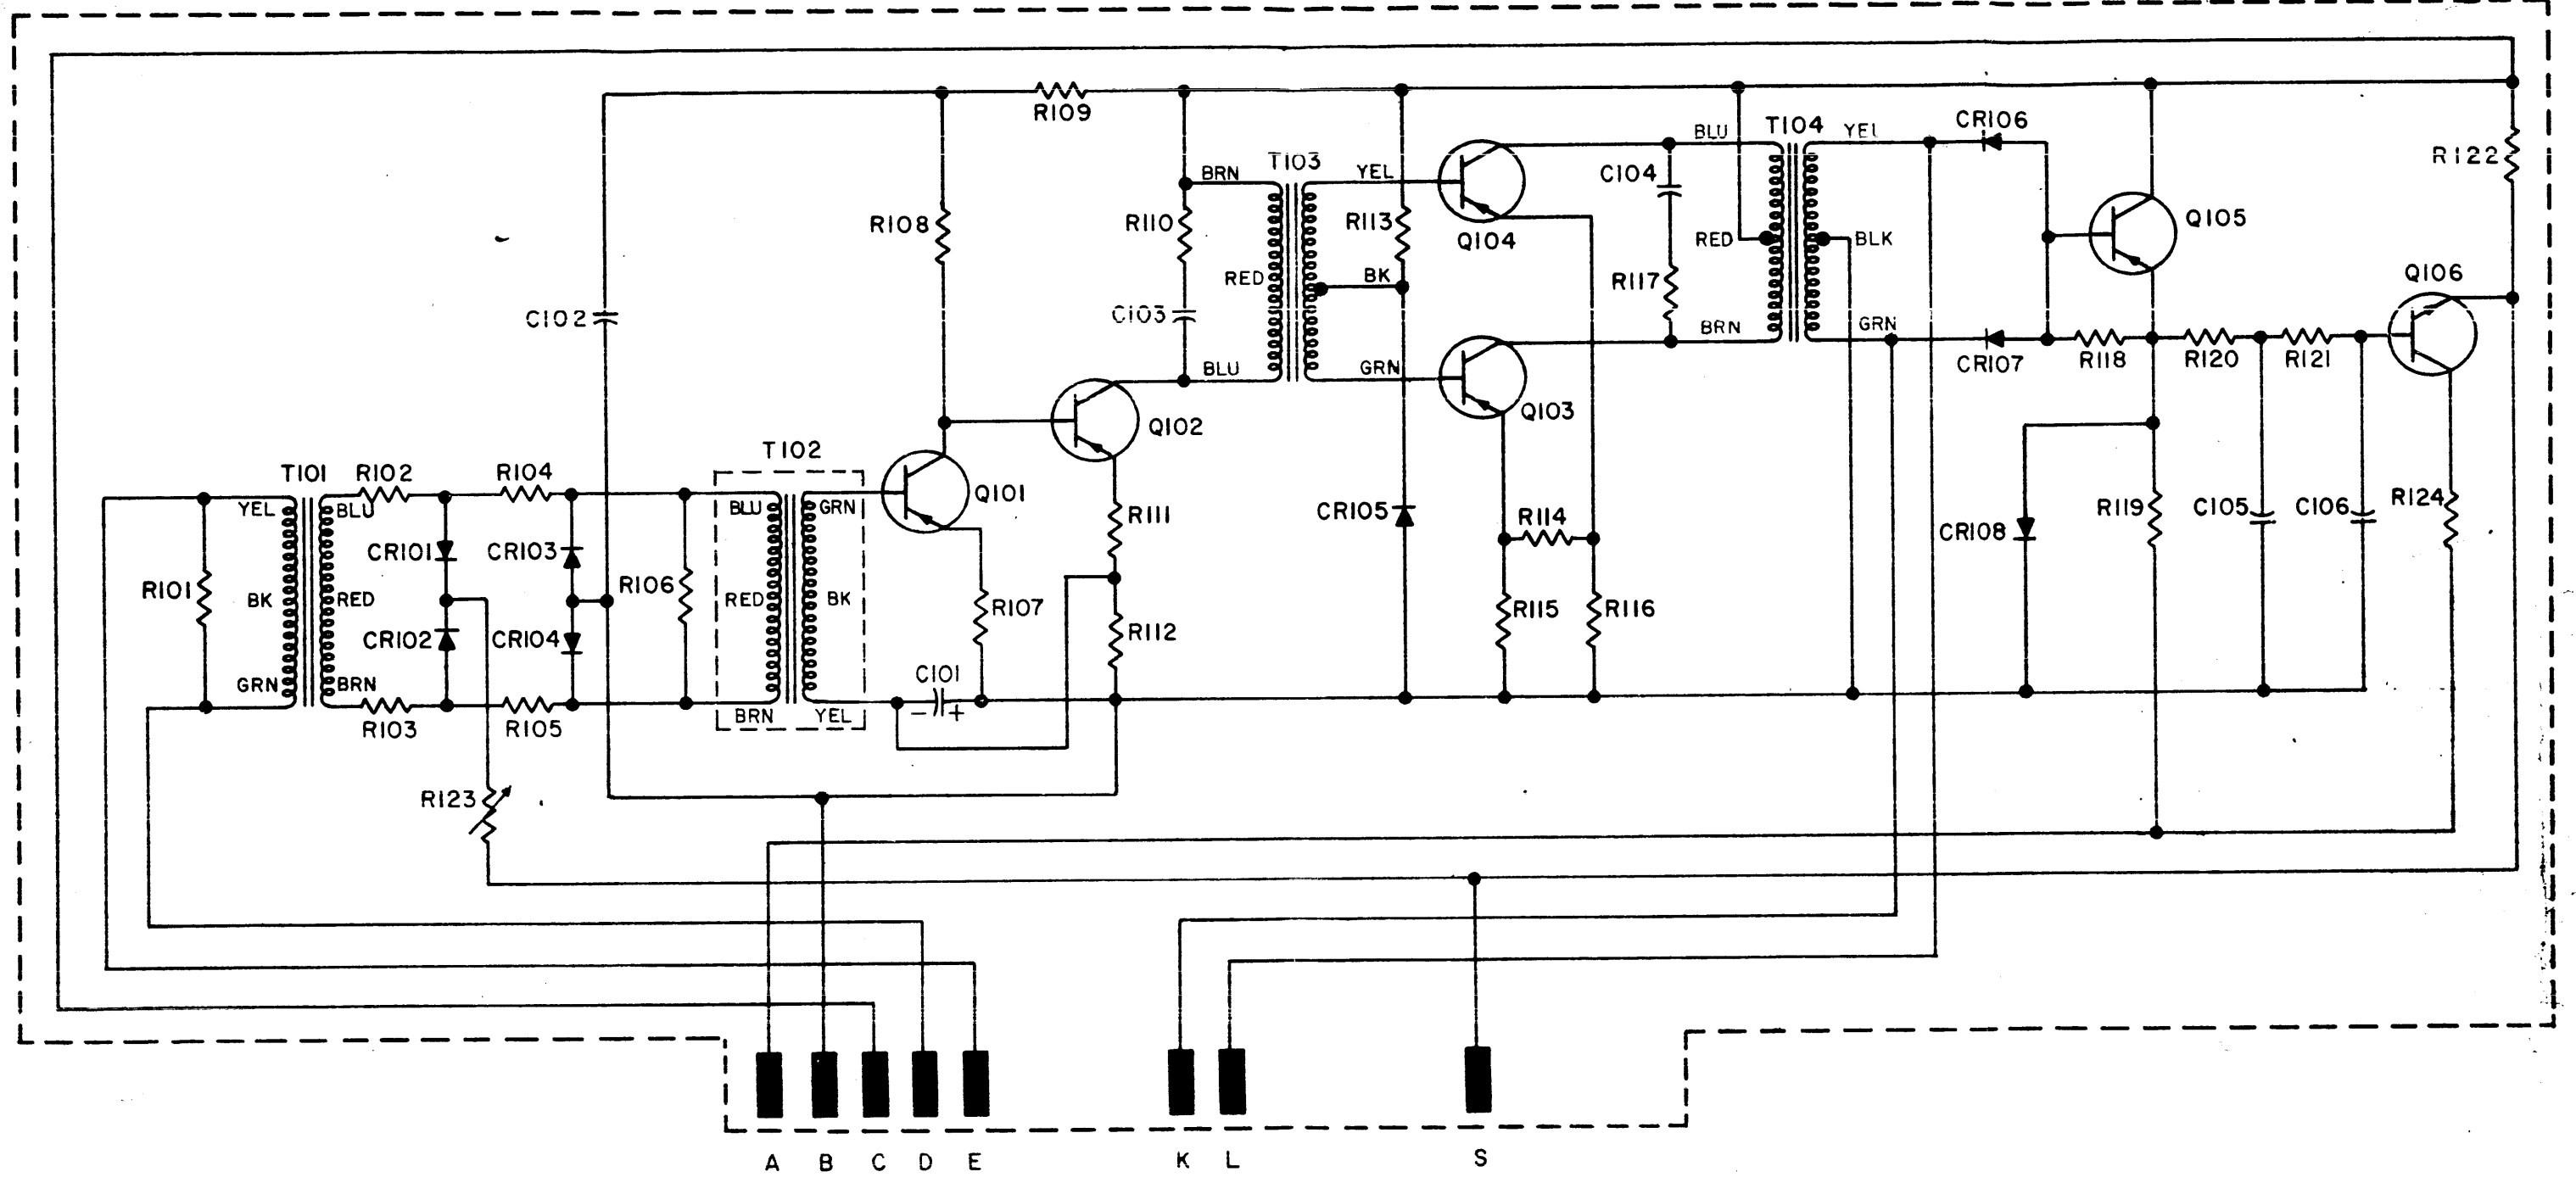 R109
T104
YEL
CR106
BLU
R122
T103
BRN
YEL
C104
R108
R110
R113
Q104
Q105
RED
BLK
RED
BK
R117
Q106
C102
C103
BRN
GRN
BLU
GRN
CR107
R118
R120
R121
Q103
Q102
T102
T101
R102
R104
YEL
BLU
BLU
GRN
Q101
R111
CR105
R114
CR108
R119
C105
C106
R124
CR101
CR103
R101
BK
RED
R106
RED
BK
R107
R115
R116
CR102
CR104
R112
GRN
BRN
C101
R103
R105
BRN
YEL
- +
R123
A B C D E K L S